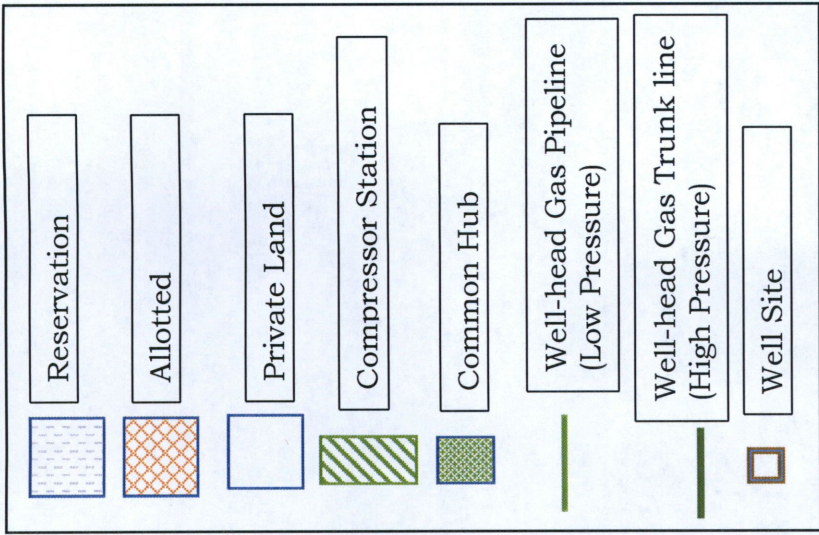 Reservation
Allotted
Private Land
Compressor Station
Common Hub
Well-head Gas Pipeline
(Low Pressure)
Well-head Gas Trunk line
(High Pressure)
Well Site